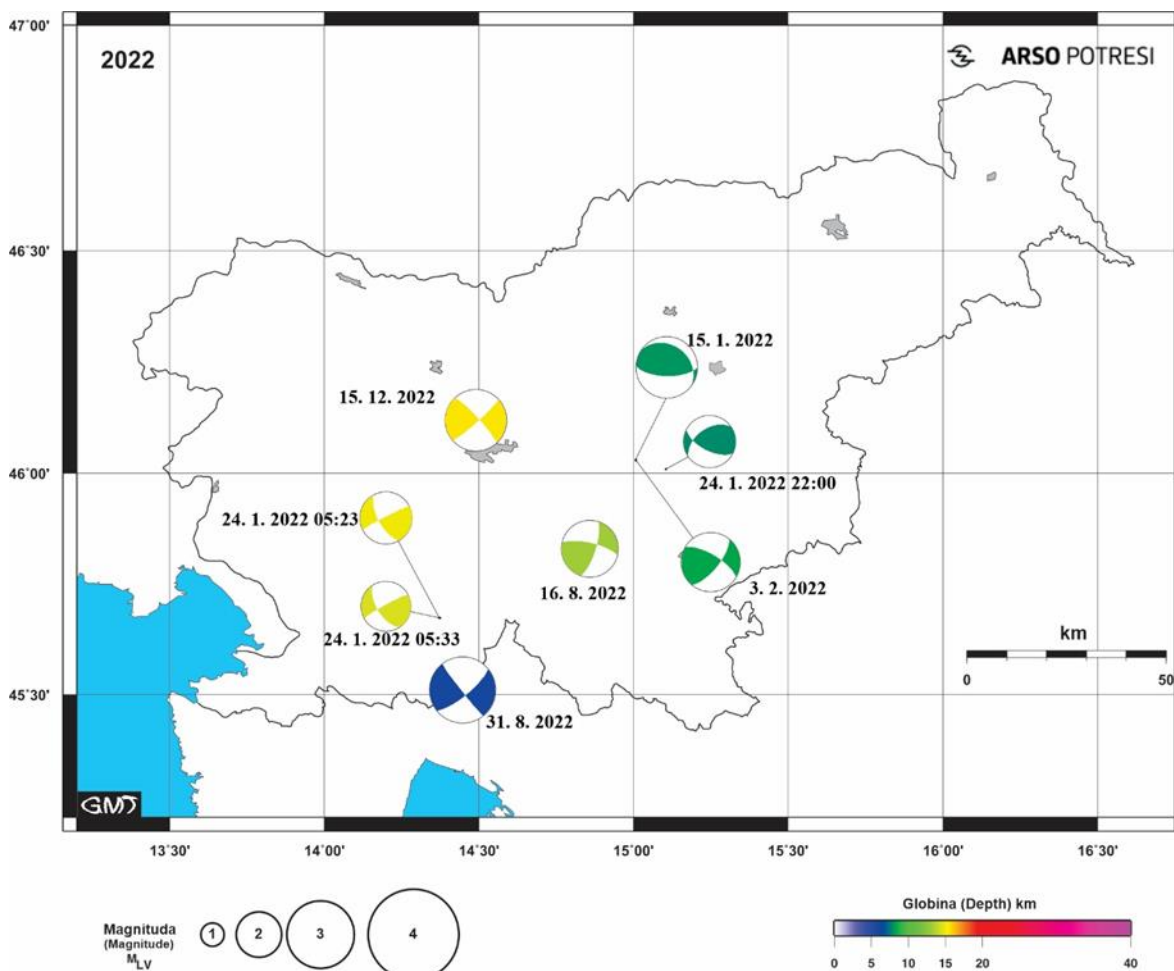 47°00'
2022
ARSO POTRESI
46°30'
15. 1. 2022
15. 12. 2022
46°00'
24. 1. 2022 22:00
24. 1. 2022 05:23
16. 8. 2022
3. 2. 2022
24. 1. 2022 05:33
km
0
50
45°30'
31. 8. 2022
GMT
13°30'
14°00'
14°30'
15°00'
15°30'
16°00'
16°30'
Magnituda
(Magnitude)
MLV
1
2
3
4
Globina (Depth) km
0 5 10 15 20 40